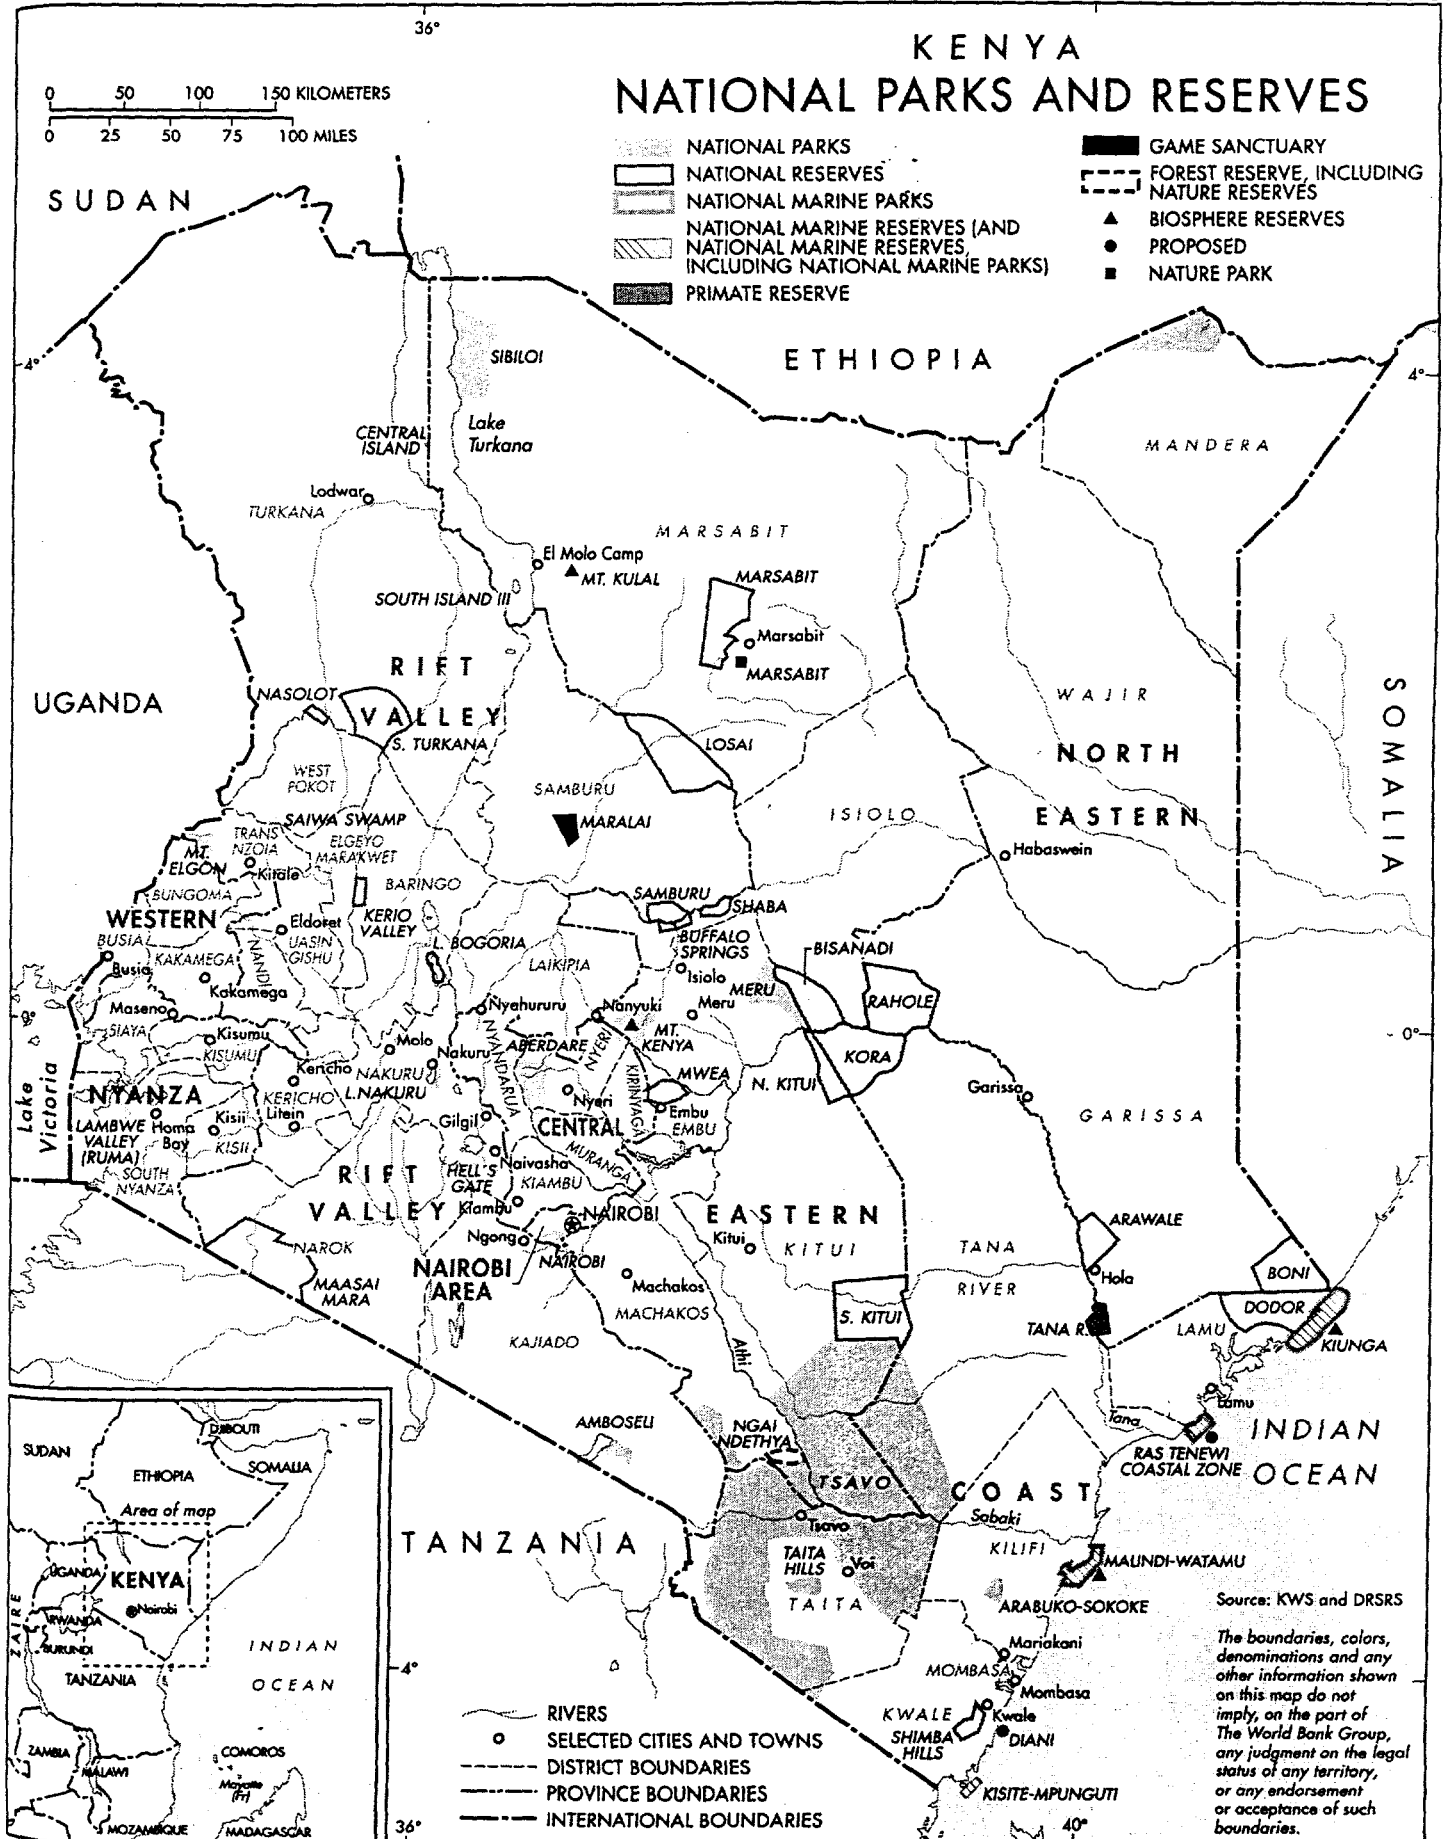 36°
KENYA
NATIONAL PARKS AND RESERVES
0 50 100 150 KILOMETERS
0 25 50 75 100 MILES
NATIONAL PARKS
NATIONAL RESERVES
NATIONAL MARINE PARKS
NATIONAL MARINE RESERVES (AND
NATIONAL MARINE RESERVES,
INCLUDING NATIONAL MARINE PARKS)
PRIMATE RESERVE
GAME SANCTUARY
FOREST RESERVE, INCLUDING
NATURE RESERVES
BIOSPHERE RESERVES
PROPOSED
NATURE PARK
SUDAN
ETHIOPIA
SIBILOI
4°
4°
CENTRAL
ISLAND
Lake
Turkana
MANDERA
Lodwar
TURKANA
MARSABIT
El Molo Camp
MT. KULAL
MARSABIT
SOUTH ISLAND III
Marsabit
MARSABIT
RIFT
VALLEY
UGANDA
NASOLOT
S. TURKANA
LOSAI
WAJIR
NORTH
EASTERN
SOMALIA
WEST
POKOT
SAMBURU
MARALAI
ISIOLO
SAIWA SWAMP
TRANS
NZOIA
ELGEYO
MARAKWET
MT.
ELGON
Kitale
Habaswein
BUNGOMA
BARINGO
SAMBURU
SHABA
WESTERN
Eldoret
KERIO
VALLEY
BUSIA
UASIN
GISHU
L. BOGORIA
BUFFALO
SPRINGS
BISANADI
Busia
KAKAMEGA
NANDI
LAIKIPIA
Isiolo
Kakamega
MERU
RAHOLE
Maseno
Nyahururu
Nanyuki
Meru
0°
0°
SIAYA
Kisumu
Molo
NYANDARUA
ABERDARE
NYERI
MT.
KENYA
KORA
KISUMU
Nakuru
Kericho
NAKURU
KIRINYAGA
MWEA
N. KITUI
Garissa
NYANZA
KERICHO
L.NAKURU
Nyeri
Embu
EMBU
GARISSA
Lake
Victoria
LAMBWE
VALLEY
(RUMA)
Homa
Bay
Kisii
Litein
Gilgil
CENTRAL
KISII
MURANGA
SOUTH
NYANZA
RIFT
VALLEY
HELL'S
GATE
Naivasha
KIAMBU
Kiambu
NAIROBI
EASTERN
ARAWALE
Ngong
Kitui
KITUI
TANA
RIVER
NAROK
NAIROBI
NAIROBI
AREA
Hola
BONI
MAASAI
MARA
Machakos
MACHAKOS
S. KITUI
DODORI
TANA R.
LAMU
KAJIADO
Athi
KIUNGA
Lamu
AMBOSELI
NGAI
NDETHYA
Tana
INDIAN
OCEAN
RAS TENEWI
COASTAL ZONE
TSAVO
COAST
Sabaki
TANZANIA
Tsavo
KILIFI
TAITA
HILLS
Voi
MALINDI-WATAMU
TAITA
ARABUKO-SOKOKE
Source: KWS and DRSRS
Mariakani
MOMBASA
Mombasa
KWALE
Kwale
SHIMBA
HILLS
DIANI
KISITE-MPUNGUTI
The boundaries, colors,
denominations and any
other information shown
on this map do not
imply, on the part of
The World Bank Group,
any judgment on the legal
status of any territory,
or any endorsement
or acceptance of such
boundaries.
RIVERS
SELECTED CITIES AND TOWNS
DISTRICT BOUNDARIES
PROVINCE BOUNDARIES
INTERNATIONAL BOUNDARIES
4°
36°
40°
SUDAN
DJIBOUTI
ETHIOPIA
SOMALIA
Area of map
UGANDA
KENYA
ZAIRE
RWANDA
Nairobi
BURUNDI
INDIAN
OCEAN
TANZANIA
ZAMBIA
COMOROS
MALAWI
Mayotte
(Fr)
MOZAMBIQUE
MADAGASCAR